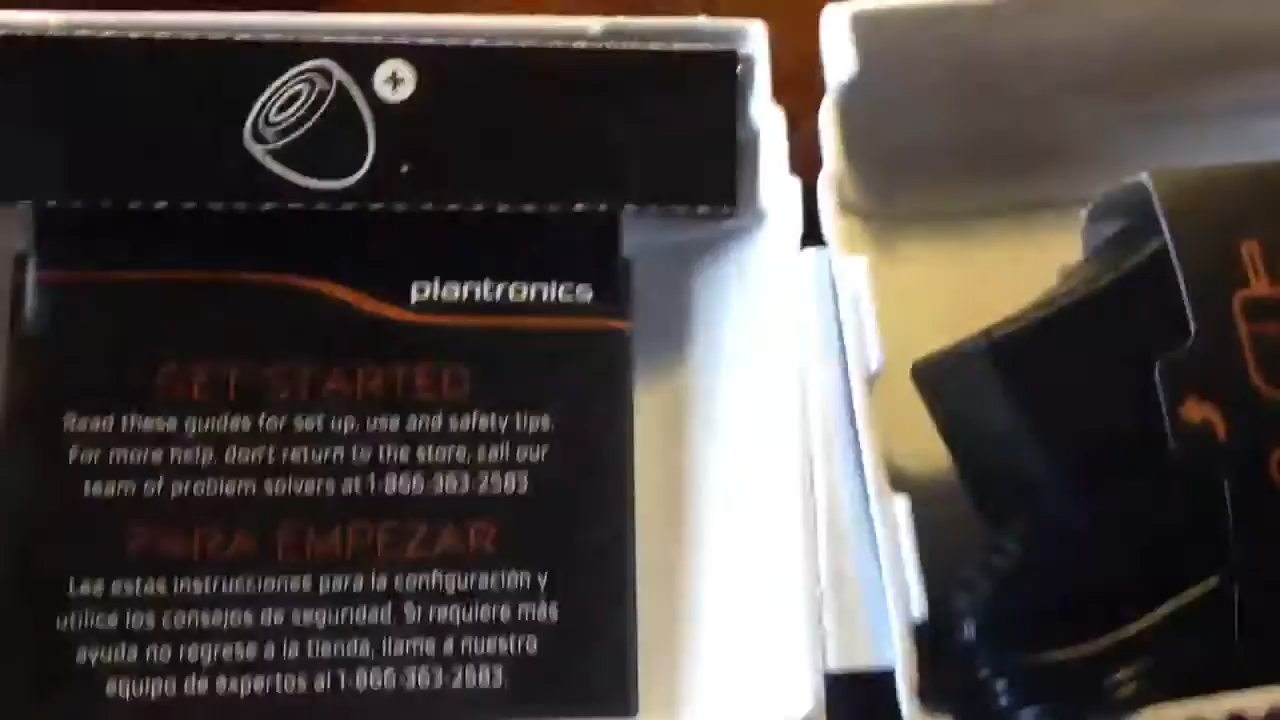 plantronics
GET STARTED
Read these guides for set up, use and safety tips.
For more help, don't return to the store, call our
team of problem solvers at 1-866-363-2583
PARA EMPEZAR
Lea estas instrucciones para la configuración y
utilice los consejos de seguridad. Si requiere más
ayuda no regrese a la tienda, llame a nuestro
equipo de expertos al 1-866-363-2583.